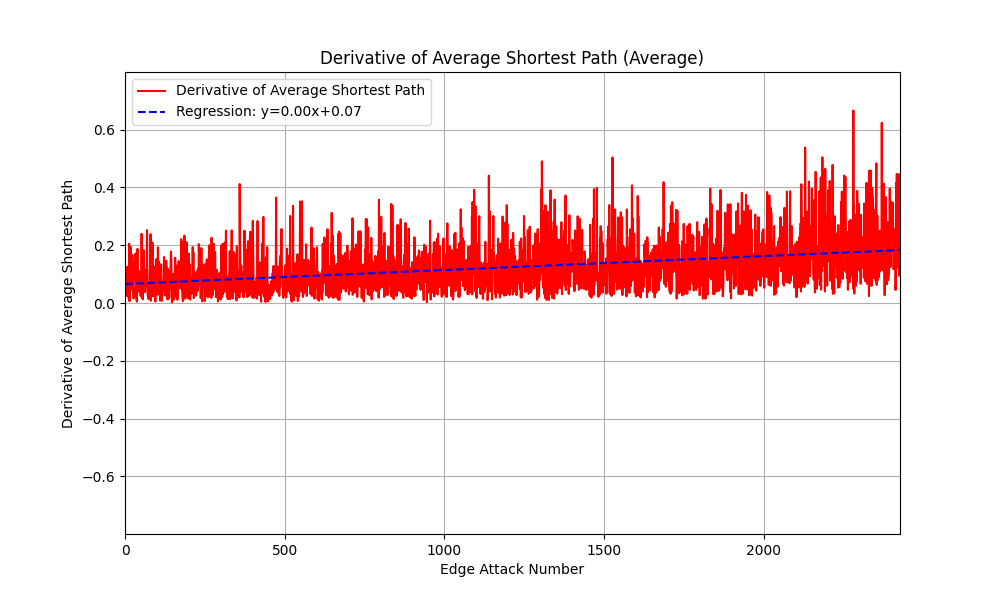 Derivative of Average Shortest Path (Average)
Derivative of Average Shortest Path
Regression: y=0.00x+0.07
Derivative of Average Shortest Path
0.6
0.4
0.2
0.0
−0.2
−0.4
−0.6
0 500 1000 1500 2000
Edge Attack Number